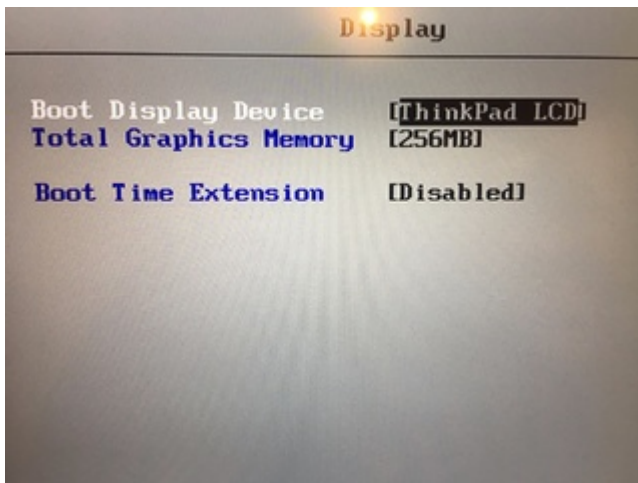 Display
Boot Display Device [ThinkPad LCD]
Total Graphics Memory [256MB]
Boot Time Extension [Disabled]